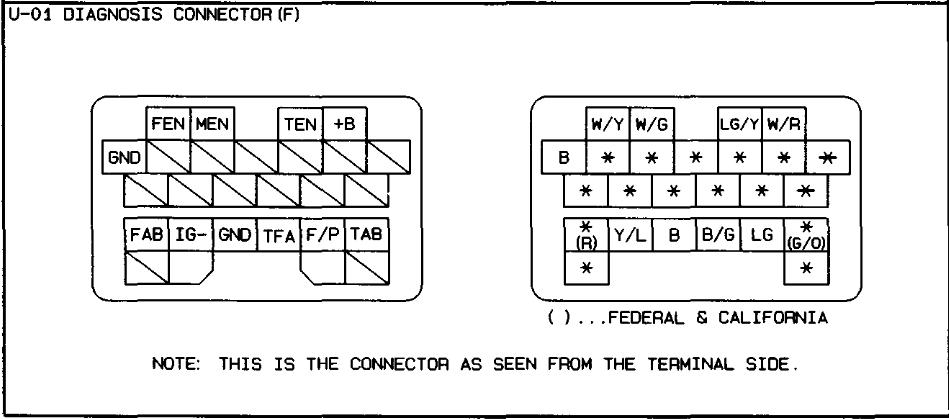 U-01 DIAGNOSIS CONNECTOR (F)
FEN MEN TEN +B
GND
FAB IG- GND TFA F/P TAB
W/Y W/G LG/Y W/R
B * * * * * *
* * * * * *
* (R) Y/L B B/G LG * (G/O)
* *
( )...FEDERAL & CALIFORNIA
NOTE: THIS IS THE CONNECTOR AS SEEN FROM THE TERMINAL SIDE.